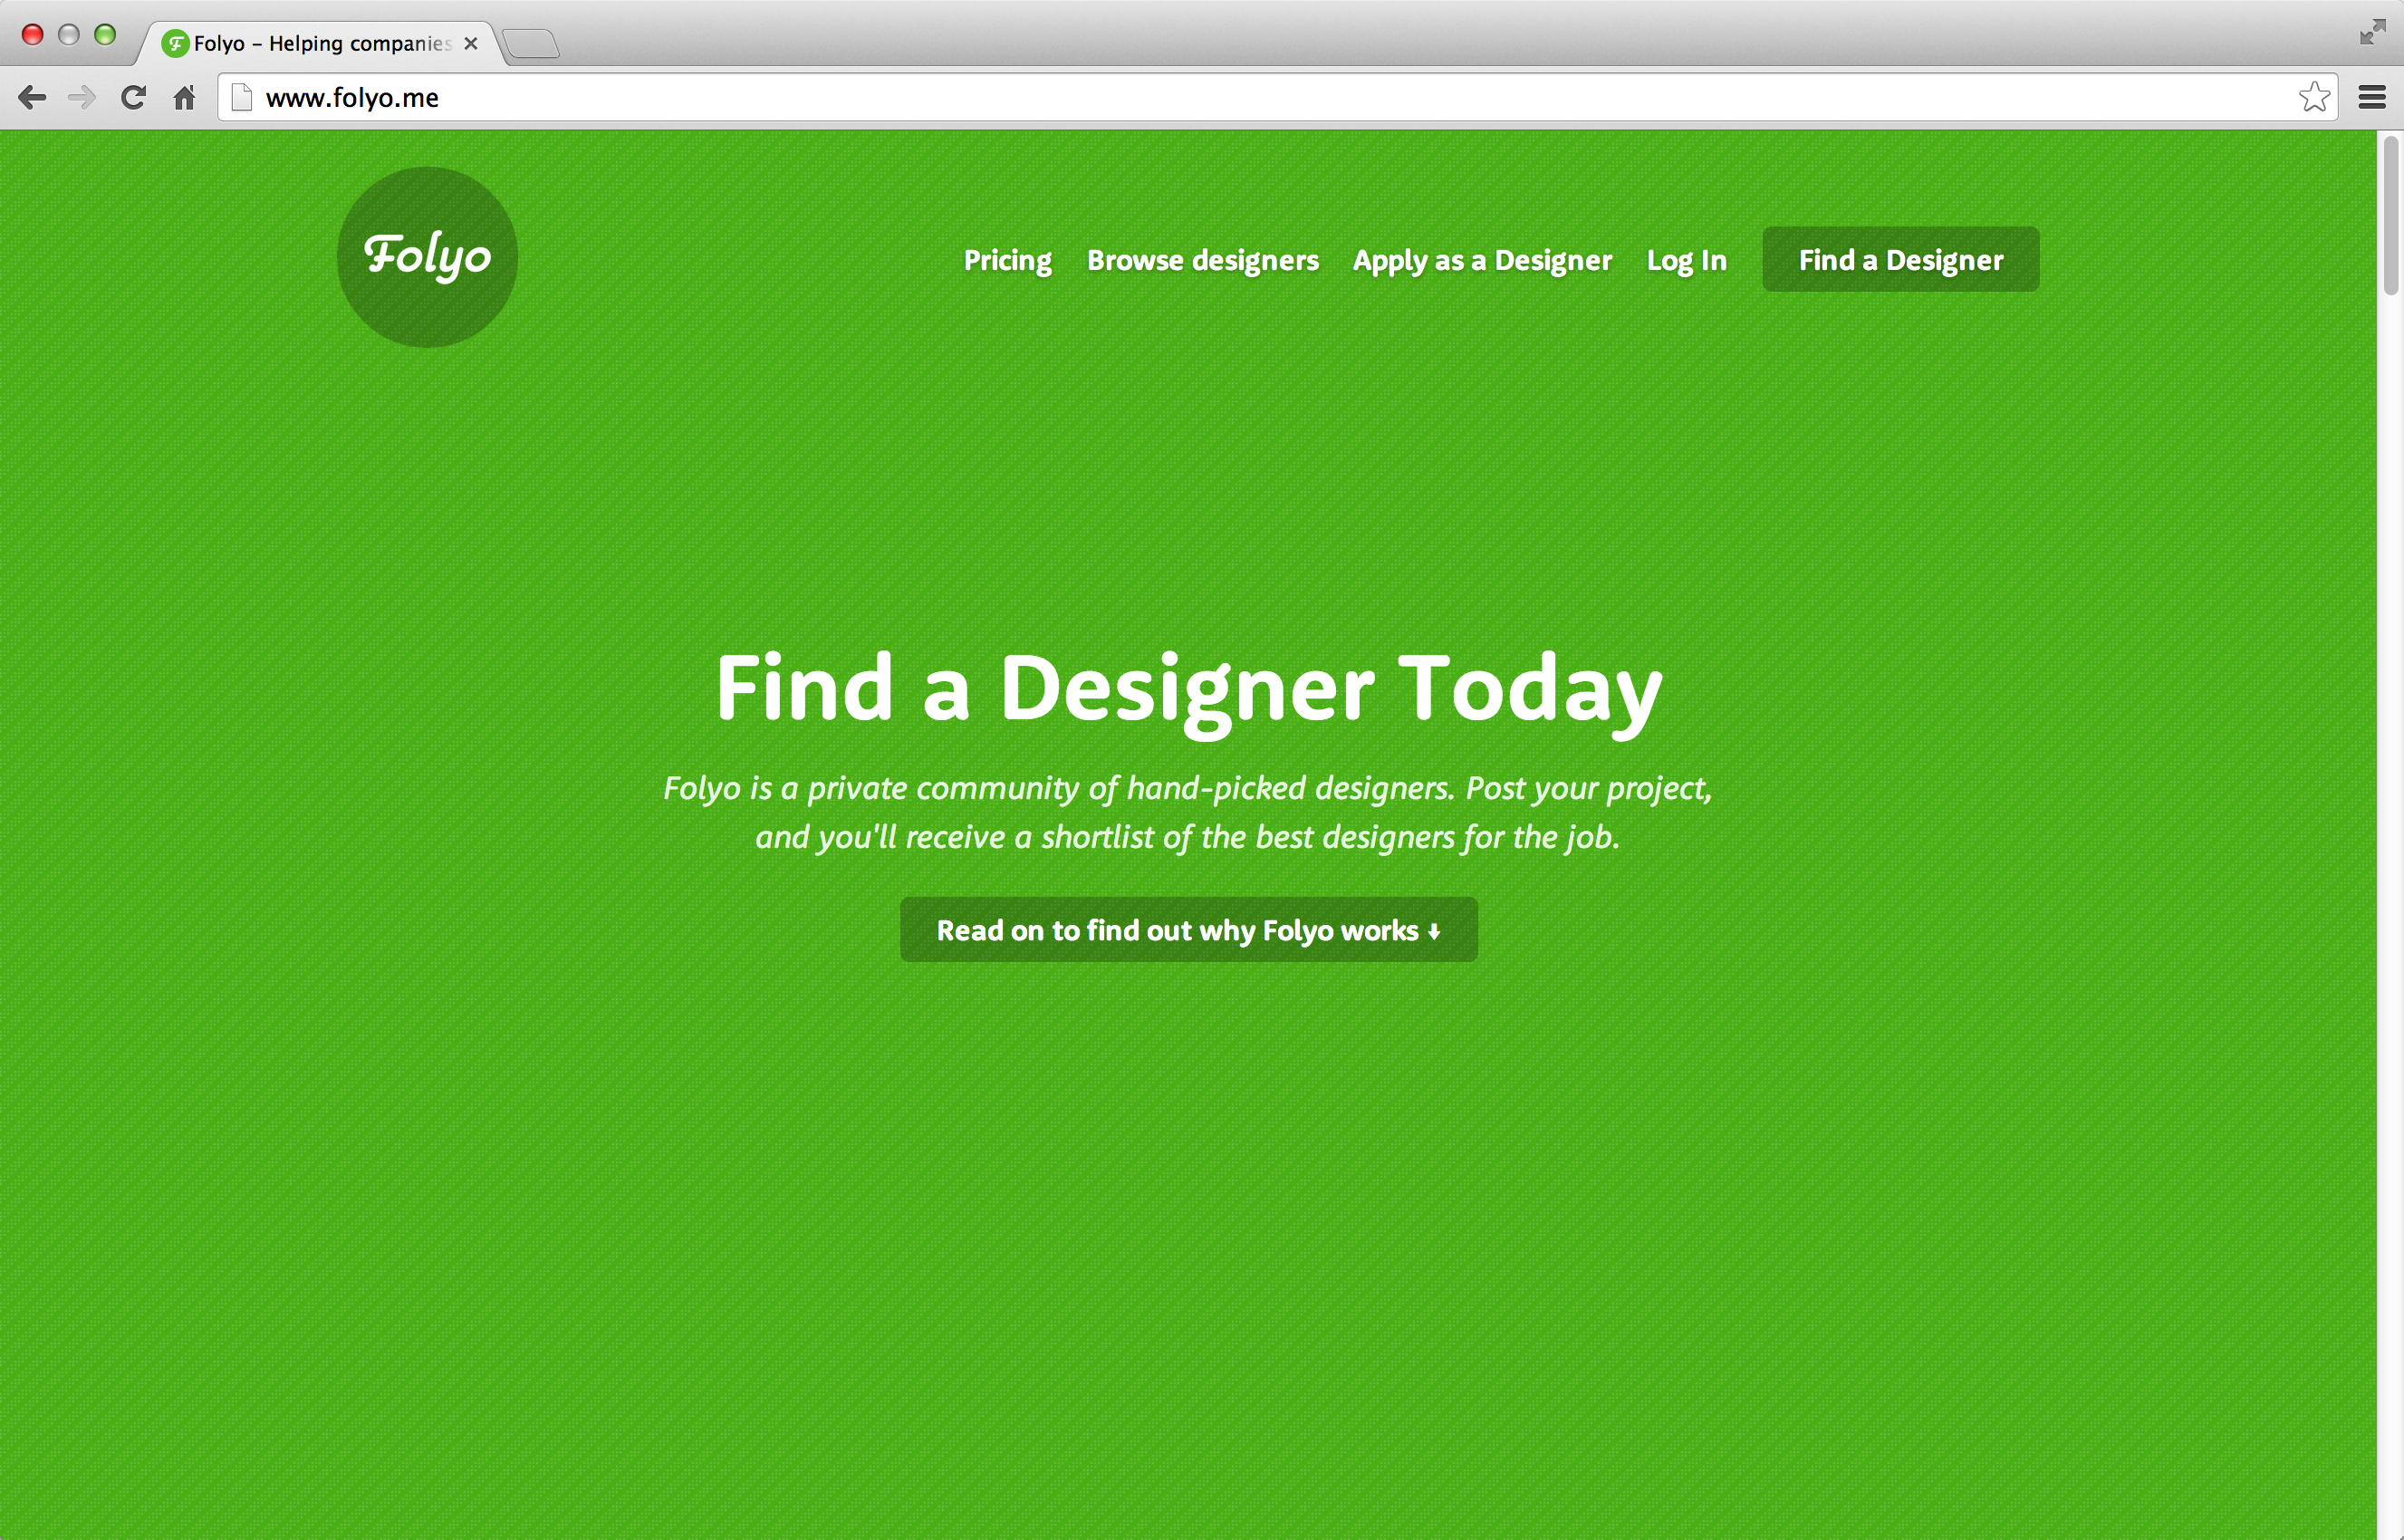 Folyo – Helping companies
www.folyo.me
Folyo
Pricing Browse designers Apply as a Designer Log In Find a Designer
Find a Designer Today
Folyo is a private community of hand-picked designers. Post your project,
and you'll receive a shortlist of the best designers for the job.
Read on to find out why Folyo works ↓